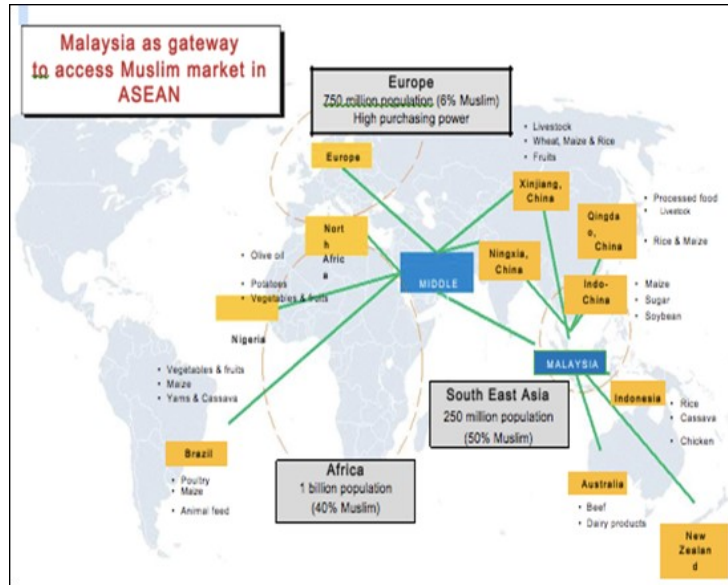 Malaysia as gateway
to access Muslim market in
ASEAN
Europe
750 million population (6% Muslim)
High purchasing power
Europe
• Livestock
• Wheat, Maize & Rice
• Fruits
Xinjiang,
China
• Processed food
• Livestock
• Rice & Maize
Qingda
o, China
Nort
h
Afric
a
• Olive oil
• Potatoes
• Vegetables & fruits
Nigeria
MIDDLE
Ningxia,
China
Indo-
China
• Maize
• Sugar
• Soybean
• Vegetables & fruits
• Maize
• Yams & Cassava
MALAYSIA
South East Asia
250 million population
(50% Muslim)
Indonesia
• Rice
• Cassava
• Chicken
Brazil
• Poultry
• Maize
• Animal feed
Africa
1 billion population
(40% Muslim)
Australia
• Beef
• Dairy products
New
Zealan
d